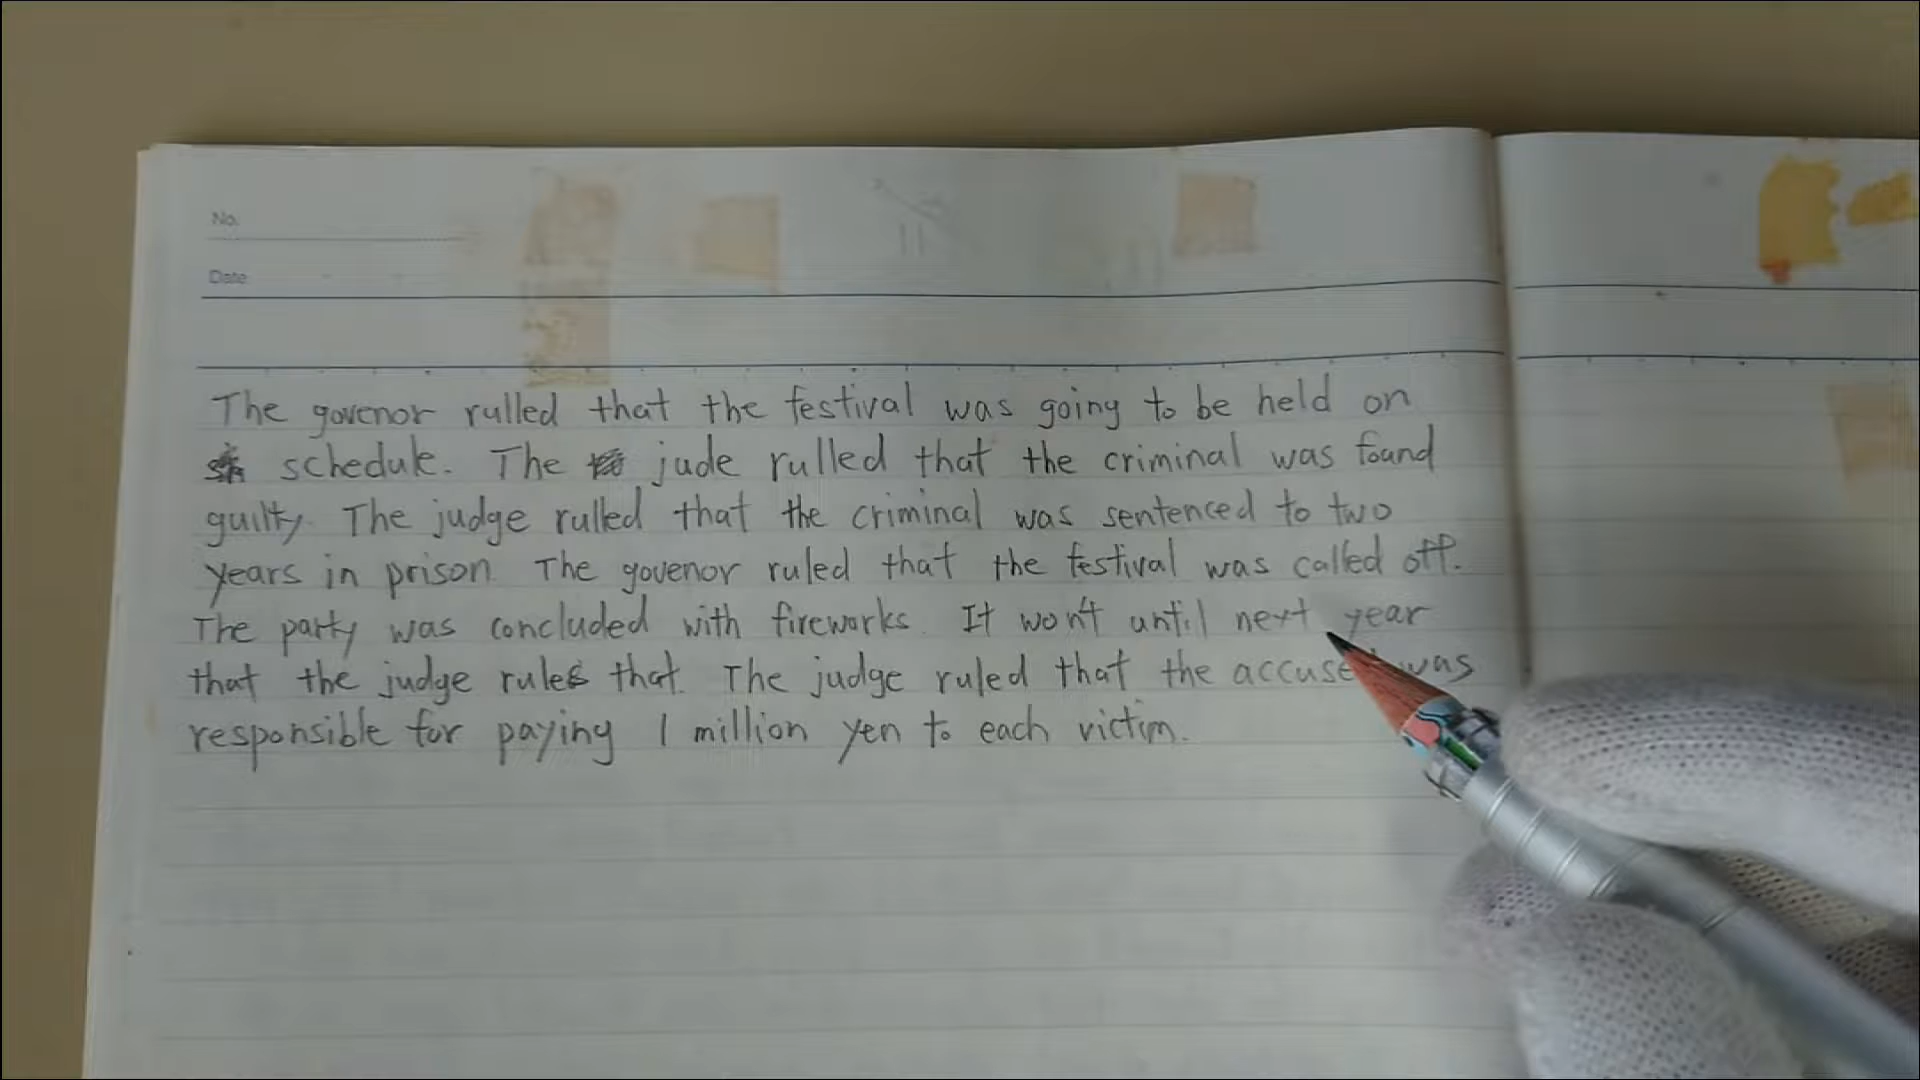 No.
Date
The govenor rulled that the festival was going to be held on
schedule. The jude rulled that the criminal was found
guilty. The judge rulled that the criminal was sentenced to two
years in prison. The govenor ruled that the festival was called off.
The party was concluded with fireworks. It won't until next year
that the judge rules that. The judge ruled that the accused was
responsible for paying 1 million yen to each victim.